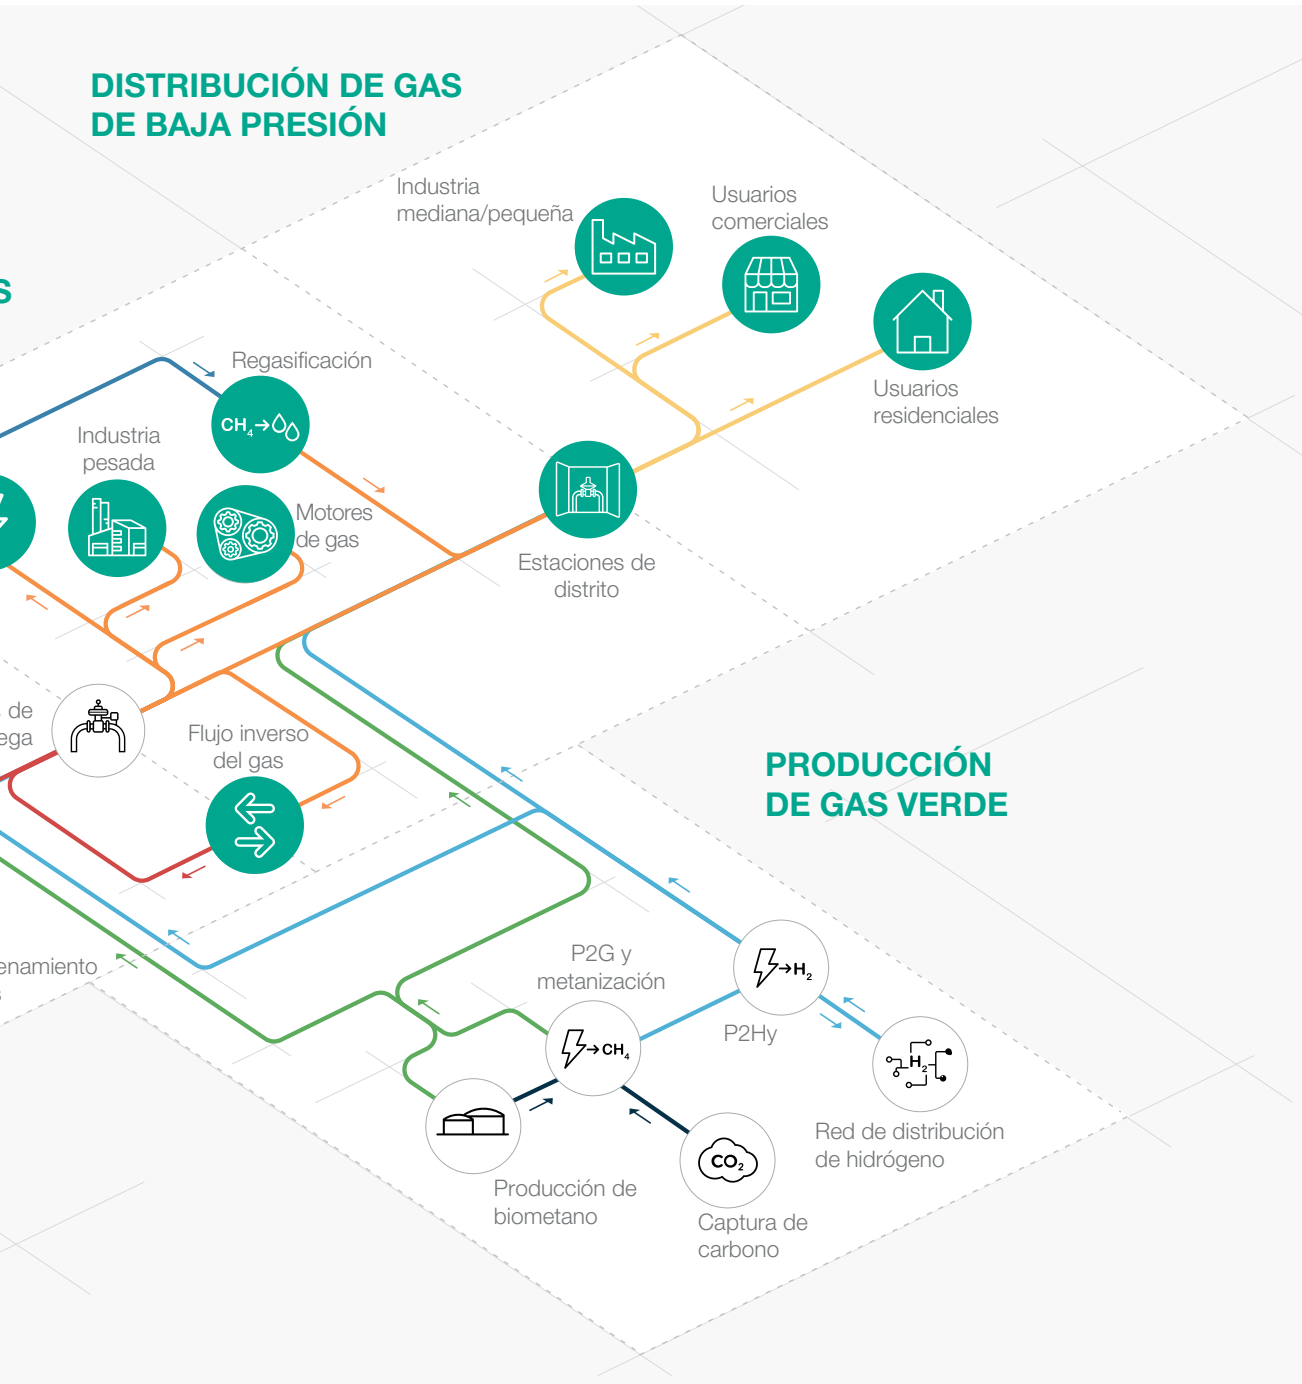 DISTRIBUCIÓN DE GAS
DE BAJA PRESIÓN
Industria
mediana/pequeña
Usuarios
comerciales
S
Regasificación
CH₄→
Usuarios
residenciales
Industria
pesada
Motores
de gas
Estaciones de
distrito
de
Flujo inverso
del gas
PRODUCCIÓN
DE GAS VERDE
P2G y
metanización
→H₂
P2Hy
→CH₄
H₂
Red de distribución
de hidrógeno
CO₂
Producción de
biometano
Captura de
carbono